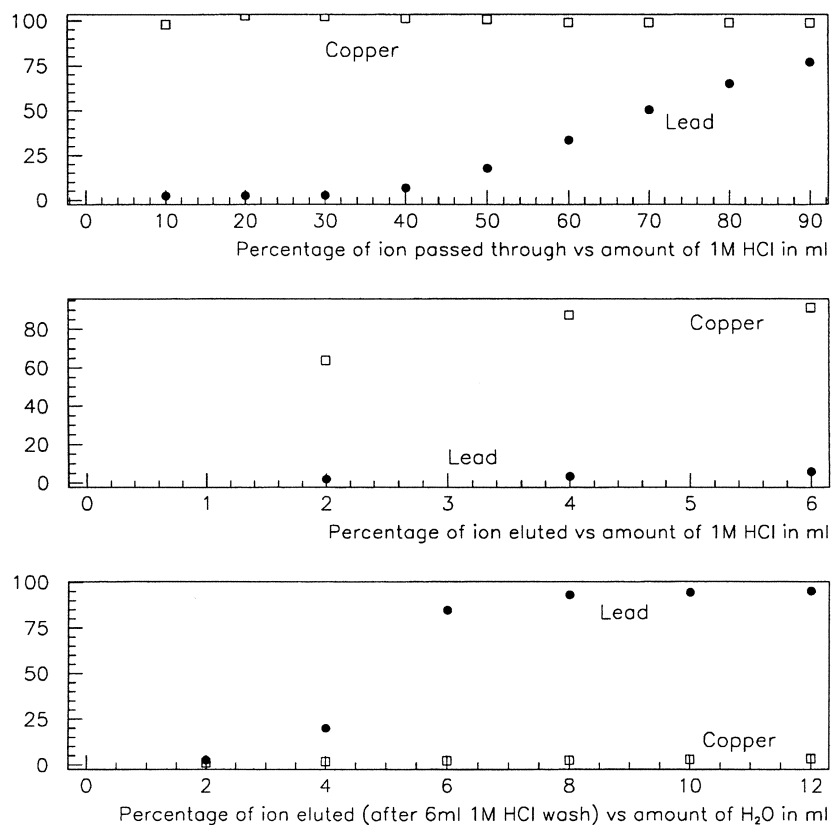 100
75
50
25
0
Copper
Lead
0 10 20 30 40 50 60 70 80 90
Percentage of ion passed through vs amount of 1M HCl in ml
80
60
40
20
0
Copper
Lead
0 1 2 3 4 5 6
Percentage of ion eluted vs amount of 1M HCl in ml
100
75
50
25
0
Lead
Copper
0 2 4 6 8 10 12
Percentage of ion eluted (after 6ml 1M HCl wash) vs amount of H₂O in ml